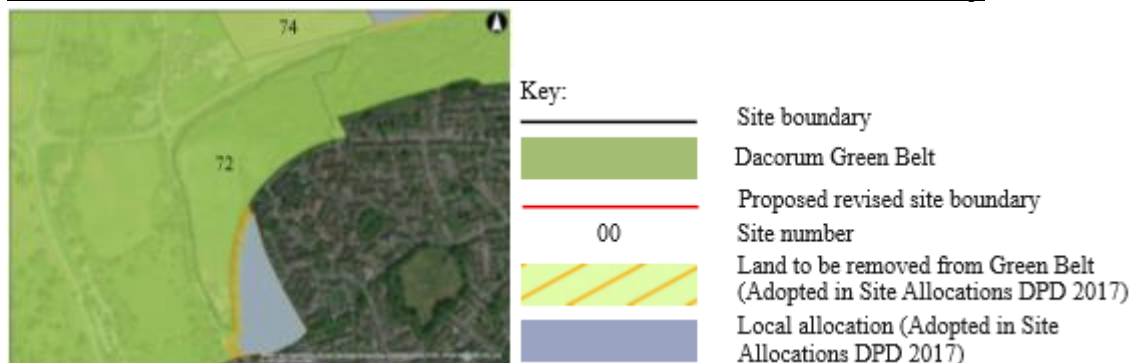 74
72
Key:
Site boundary
Dacorum Green Belt
Proposed revised site boundary
00 Site number
Land to be removed from Green Belt
(Adopted in Site Allocations DPD 2017)
Local allocation (Adopted in Site
Allocations DPD 2017)